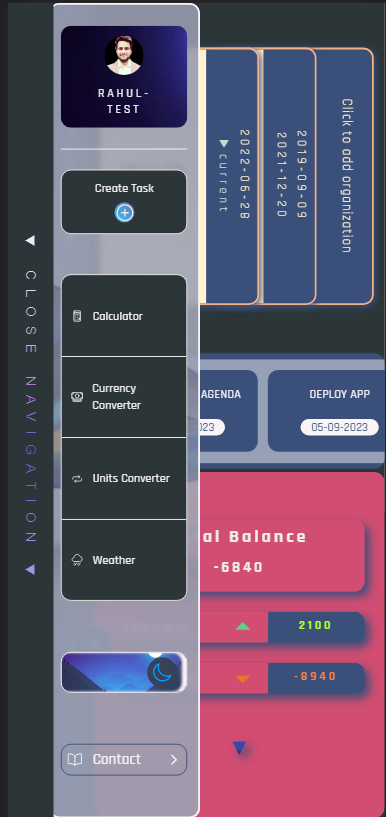 CLOSE NAVIGATION
RAHUL-
TEST
Create Task
Calculator
Currency
Converter
Units Converter
Weather
Contact
2022-06-28
current
2019-09-09
2021-12-20
Click to add organization
AGENDA
023
DEPLOY APP
05-09-2023
al Balance
-6840
2100
-8940